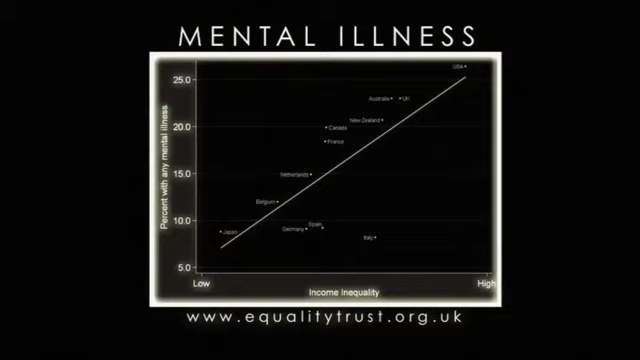 MENTAL ILLNESS
USA
25.0
Australia
UK
New Zealand
20.0
Canada
France
Percent with any mental illness
15.0
Netherlands
Belgium
10.0
Japan
Germany
Spain
Italy
5.0
Low
High
Income Inequality
www.equalitytrust.org.uk